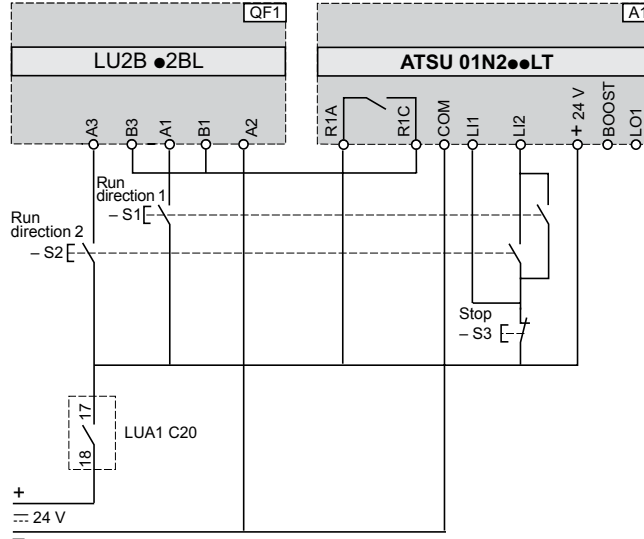 QF1
A1
LU2B ●2BL
ATSU 01N2●●LT
A3
B3
A1
B1
A2
R1A
R1C
COM
LI1
LI2
+ 24 V
BOOST
LO1
Run
direction 1
– S1
Run
direction 2
– S2
Stop
– S3
17
18
LUA1 C20
+
24 V
–